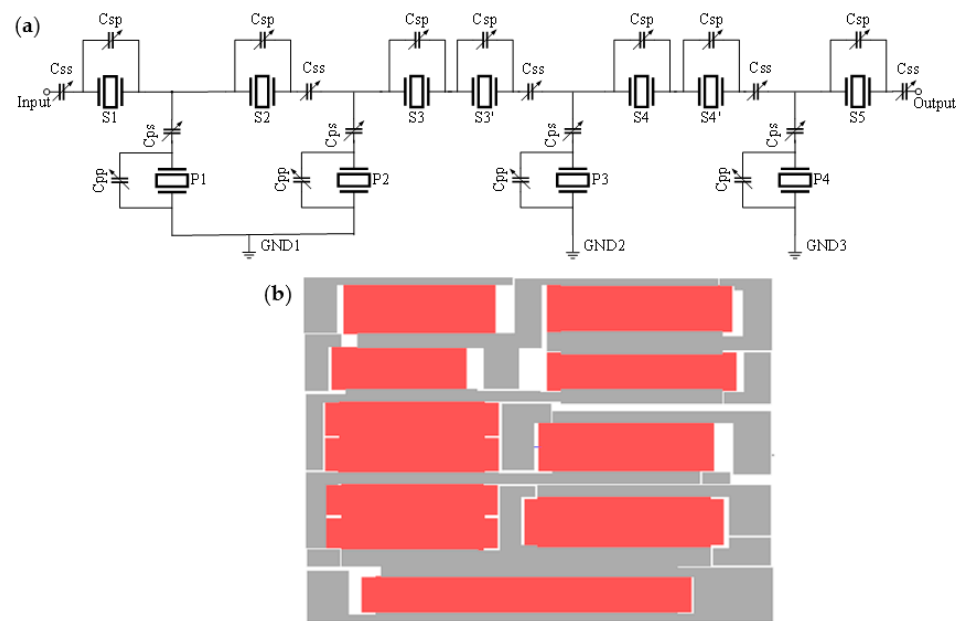 (a)
Csp Csp Csp Csp Csp Csp Csp
Css Css Css Css Css
Input S1 S2 S3 S3' S4 S4' S5 Output
Cps Cps Cps Cps
Cpp P1 Cpp P2 Cpp P3 Cpp P4
GND1 GND2 GND3
(b)